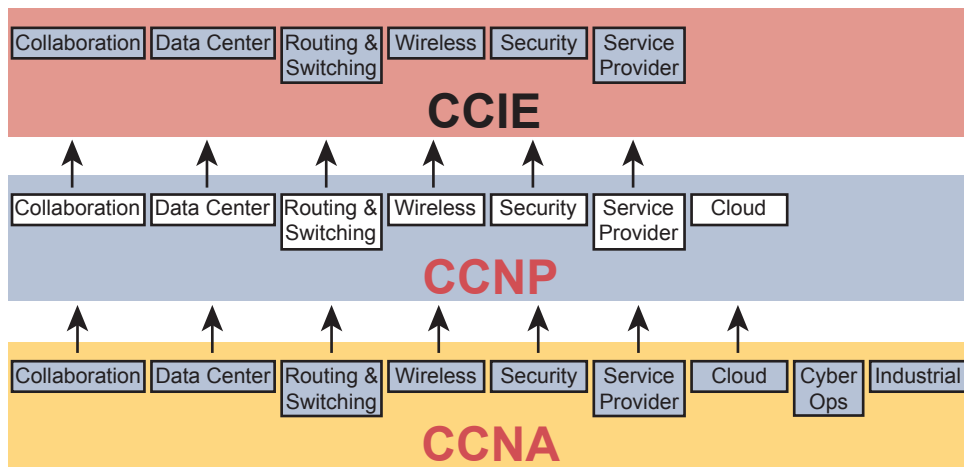 Collaboration Data Center Routing & Wireless Security Service
Switching Provider
CCIE
Collaboration Data Center Routing & Wireless Security Service Cloud
Switching Provider
CCNP
Collaboration Data Center Routing & Wireless Security Service Cloud Cyber Industrial
Switching Provider Ops
CCNA